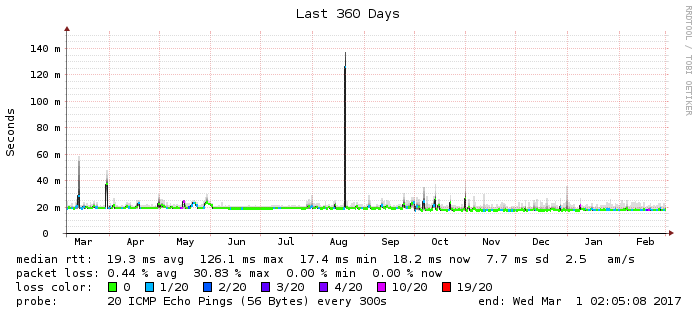 Last 360 Days
RRDTOOL / TOBI OETIKER
Seconds
140 m
120 m
100 m
80 m
60 m
40 m
20 m
0
Mar Apr May Jun Jul Aug Sep Oct Nov Dec Jan Feb
median rtt: 19.3 ms avg 126.1 ms max 17.4 ms min 18.2 ms now 7.7 ms sd 2.5 am/s
packet loss: 0.44 % avg 30.83 % max 0.00 % min 0.00 % now
loss color: 0 1/20 2/20 3/20 4/20 10/20 19/20
probe: 20 ICMP Echo Pings (56 Bytes) every 300s end: Wed Mar 1 02:05:08 2017